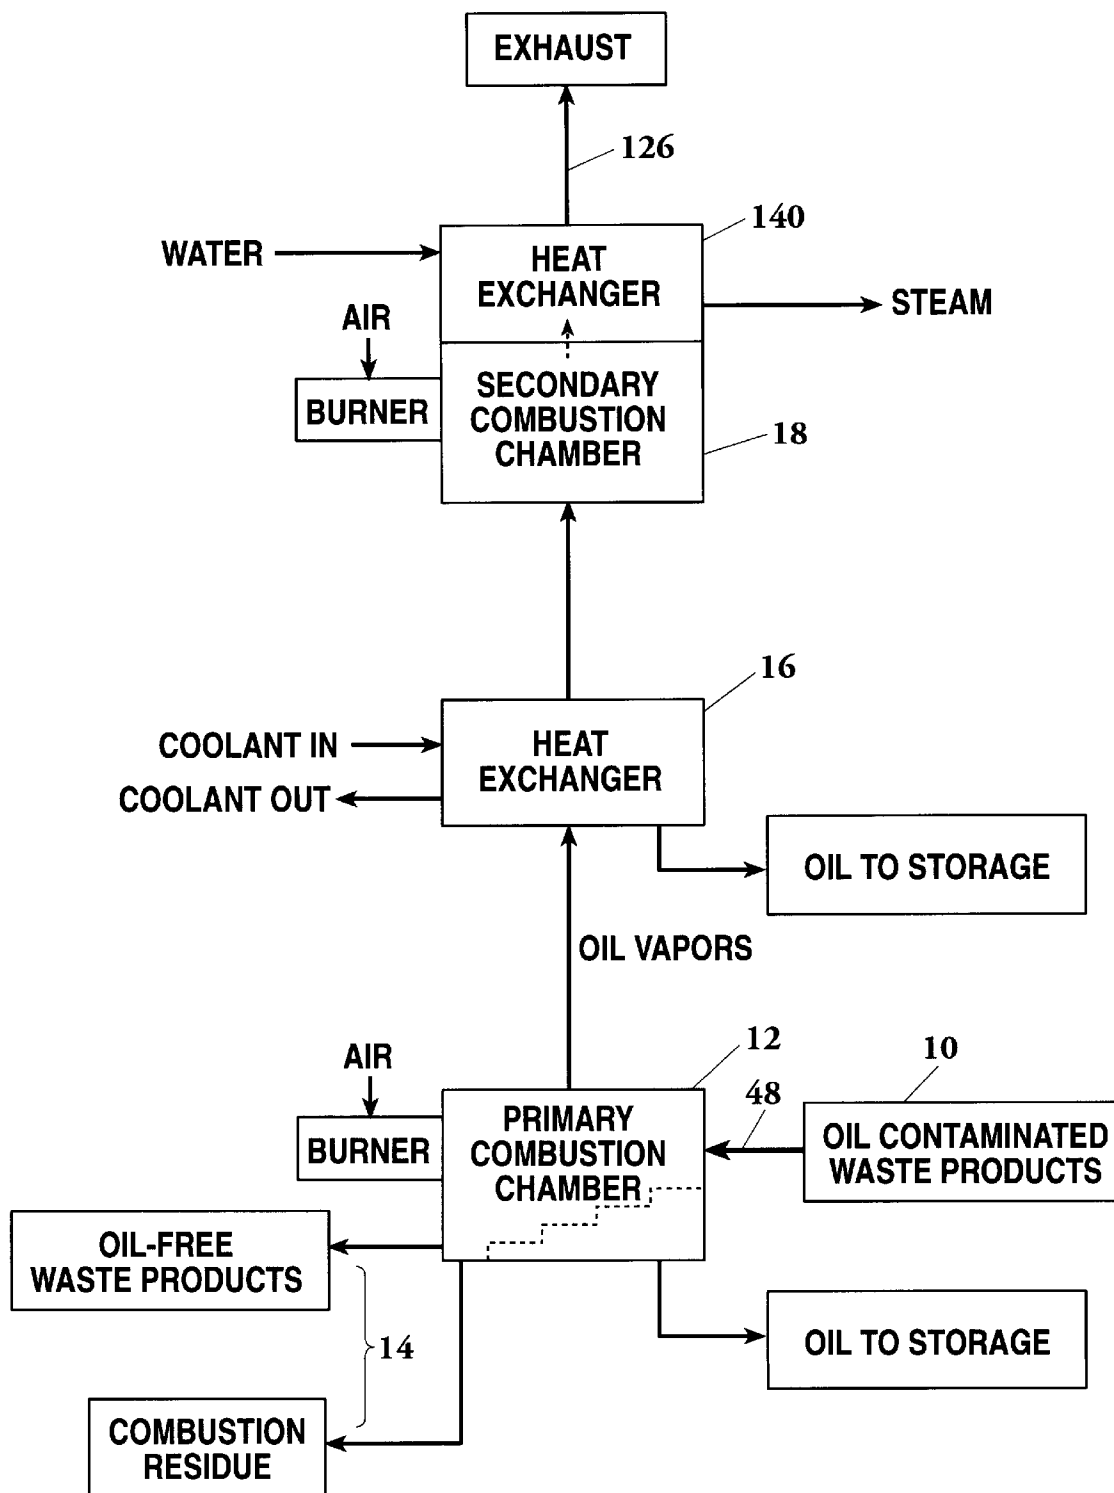 EXHAUST
126
140
WATER
HEAT
EXCHANGER
STEAM
AIR
BURNER
SECONDARY
COMBUSTION
CHAMBER
18
16
COOLANT IN
COOLANT OUT
HEAT
EXCHANGER
OIL TO STORAGE
OIL VAPORS
12
10
AIR
48
BURNER
PRIMARY
COMBUSTION
CHAMBER
OIL CONTAMINATED
WASTE PRODUCTS
OIL-FREE
WASTE PRODUCTS
14
OIL TO STORAGE
COMBUSTION
RESIDUE